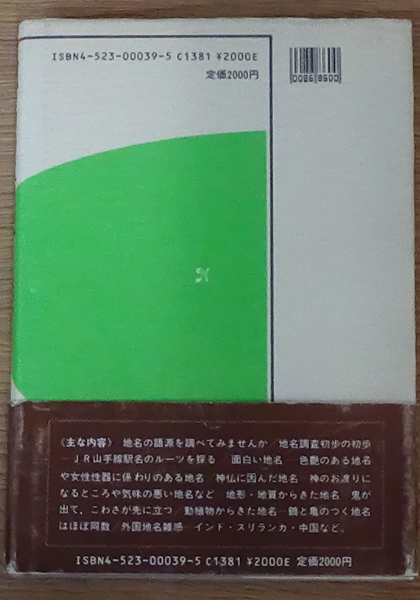 ISBN4-523-00039-5 C1381 ¥2000E
定価2000円
〈主な内容〉 地名の語源を調べてみませんか/地名調査初歩の初歩
─JR山手線駅名のルーツを探る/面白い地名─色艶のある地名
や女性性器に係わりのある地名 神仏に因んだ地名 神のお渡りに
なるところや気味の悪い地名など 地形・地質からきた地名 鬼が
出て、こわさが先に立つ/動植物からきた地名─鶴と亀のつく地名
はほぼ同数/外国地名雑感─インド・スリランカ・中国など。
ISBN4-523-00039-5 C1381 ¥2000E 定価2000円